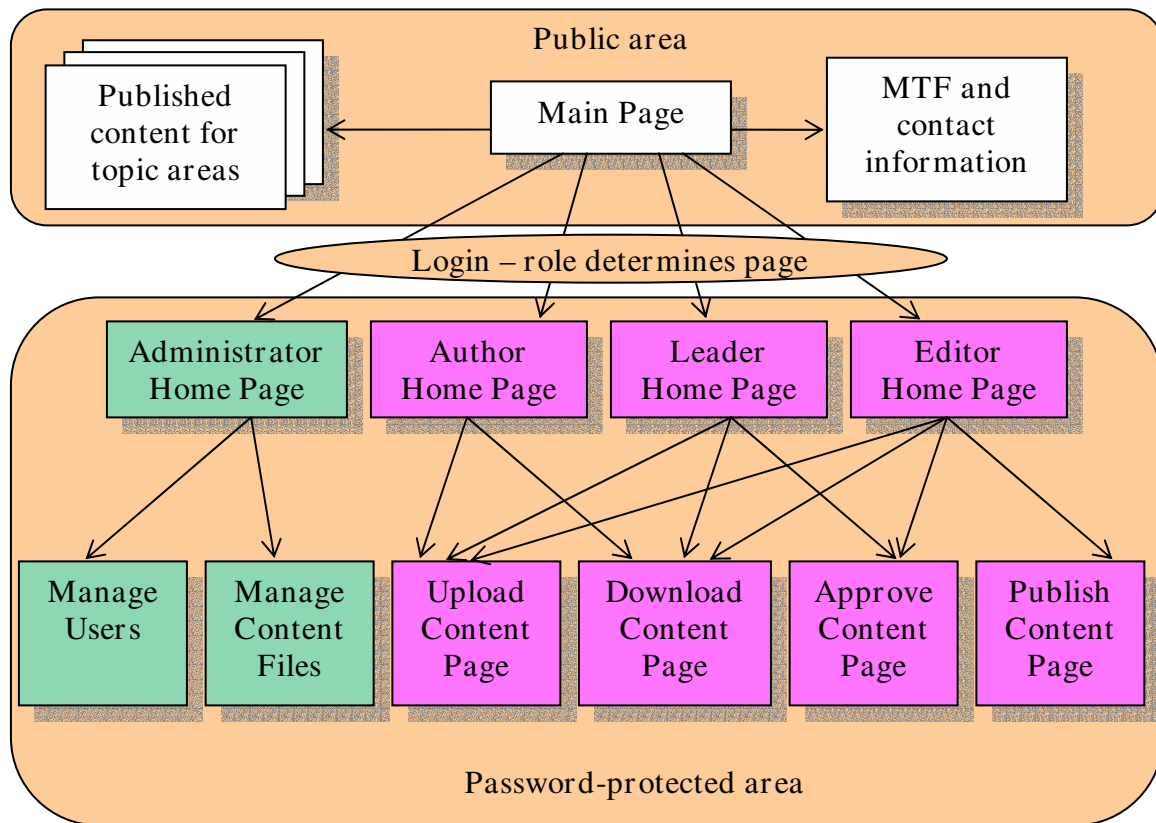 Public area
Published
content for
topic areas
Main Page
MTF and
contact
information
Login – role determines page
Administrator
Home Page
Author
Home Page
Leader
Home Page
Editor
Home Page
Manage
Users
Manage
Content
Files
Upload
Content
Page
Download
Content
Page
Approve
Content
Page
Publish
Content
Page
Password-protected area